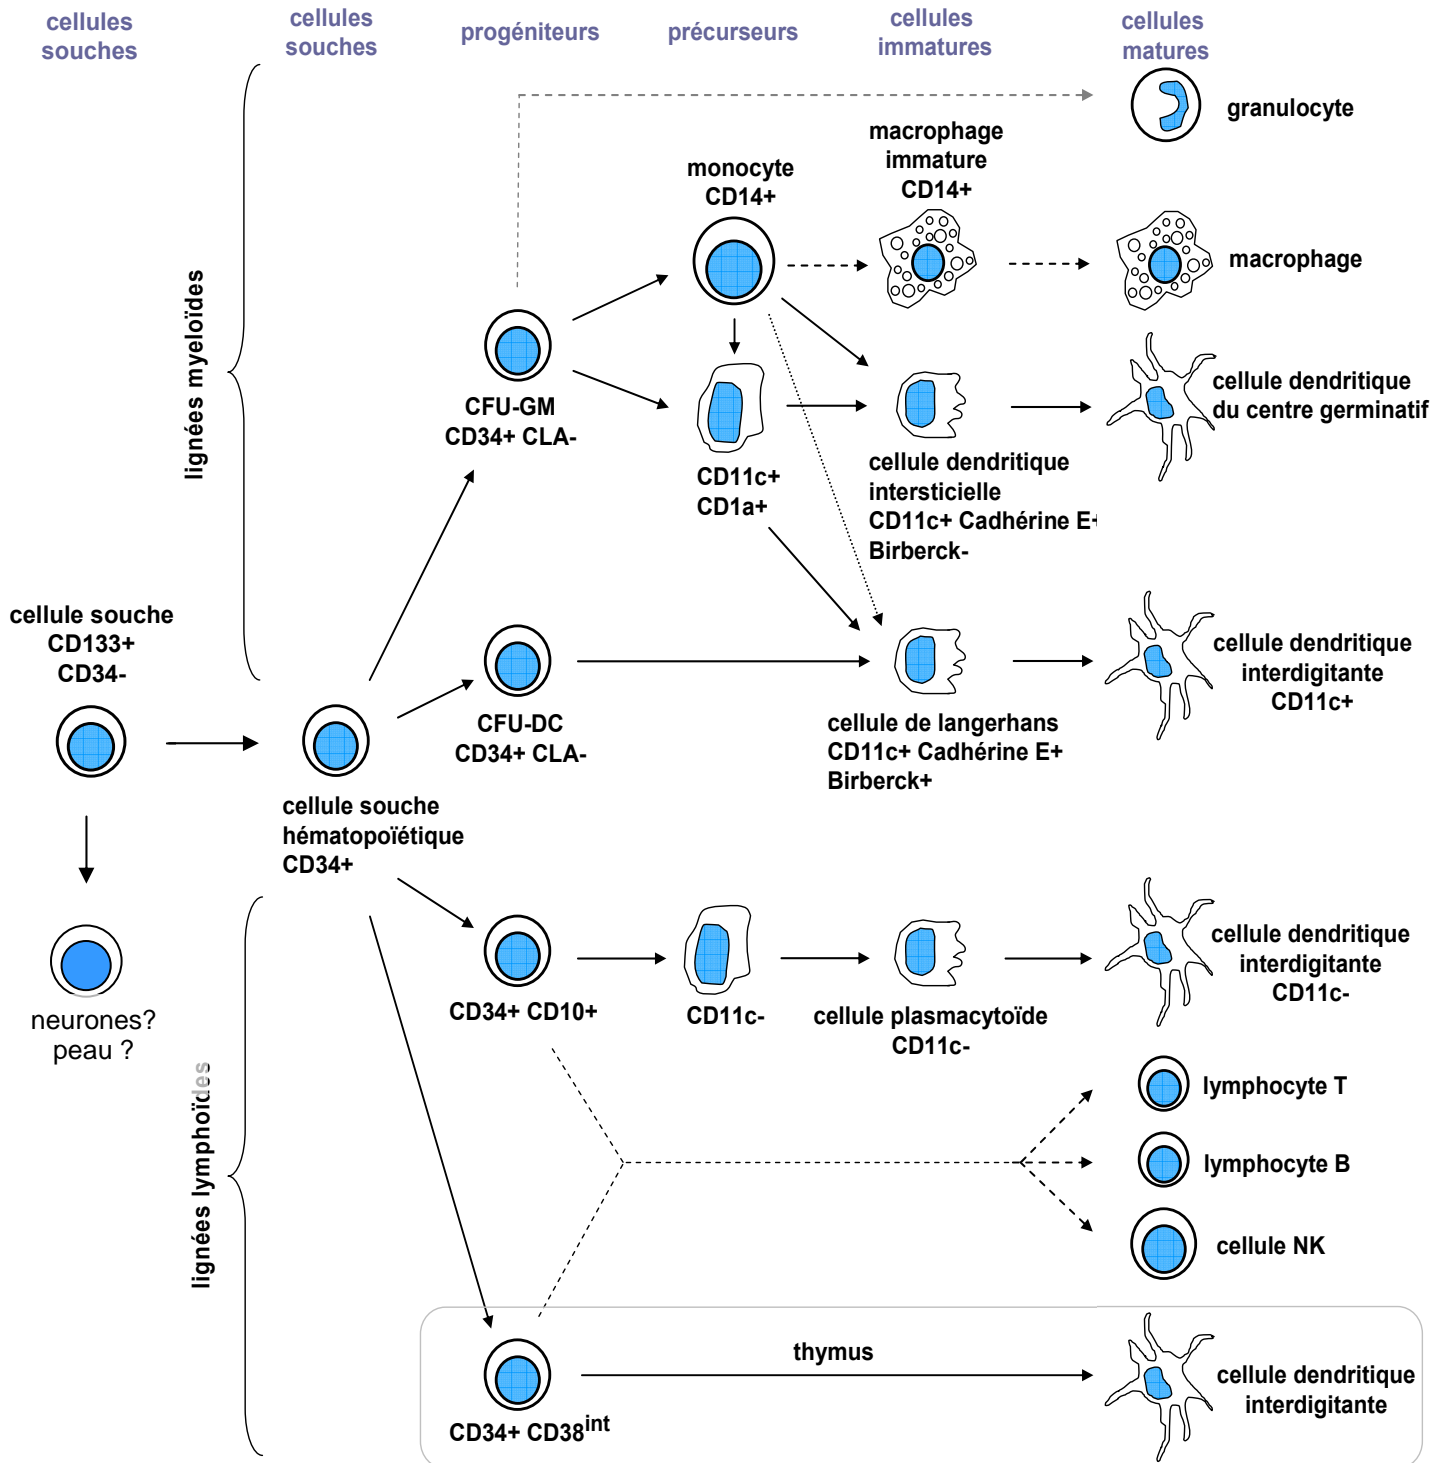 cellules
souches
cellules
souches
progéniteurs
précurseurs
cellules
immatures
cellules
matures
granulocyte
macrophage
immature
CD14+
monocyte
CD14+
macrophage
lignées myeloïdes
CFU-GM
CD34+ CLA-
CD11c+
CD1a+
cellule dendritique
intersticielle
CD11c+ Cadhérine E+
Birberck-
cellule dendritique
du centre germinatif
cellule souche
CD133+
CD34-
cellule souche
hématopoïétique
CD34+
CFU-DC
CD34+ CLA-
cellule de langerhans
CD11c+ Cadhérine E+
Birberck+
cellule dendritique
interdigitante
CD11c+
neurones?
peau ?
lignées lymphoïdes
CD34+ CD10+
CD11c-
cellule plasmacytoïde
CD11c-
cellule dendritique
interdigitante
CD11c-
lymphocyte T
lymphocyte B
cellule NK
thymus
CD34+ CD38int
cellule dendritique
interdigitante